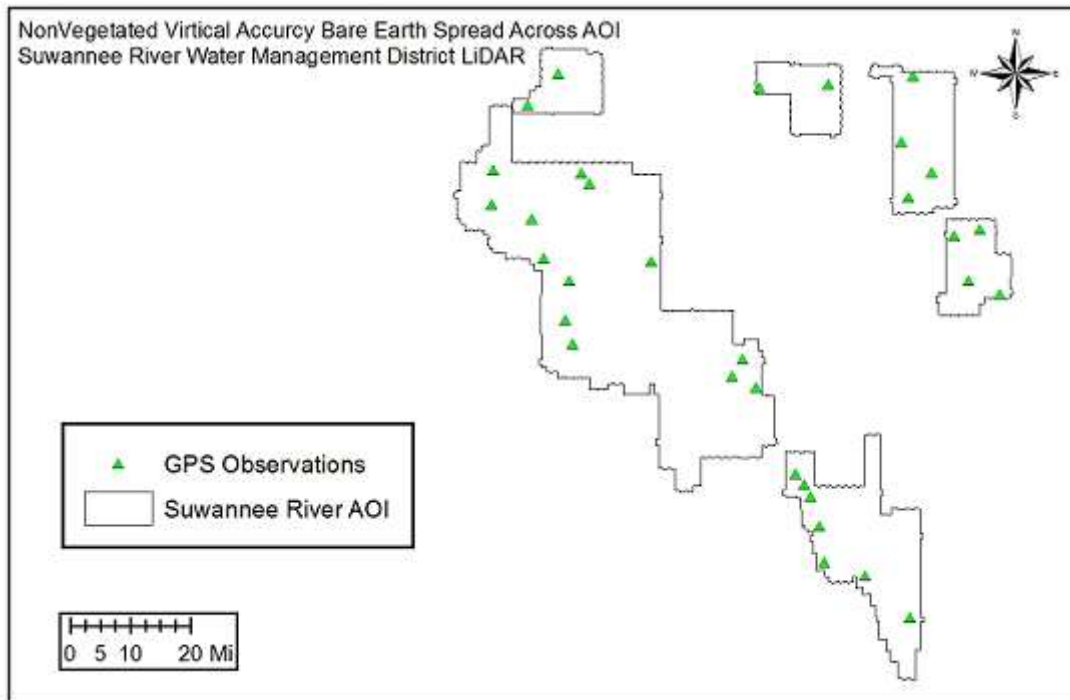 NonVegetated Virtical Accurcy Bare Earth Spread Across AOI
Suwannee River Water Management District LiDAR
N
W
E
S
GPS Observations
Suwannee River AOI
0 5 10 20 Mi